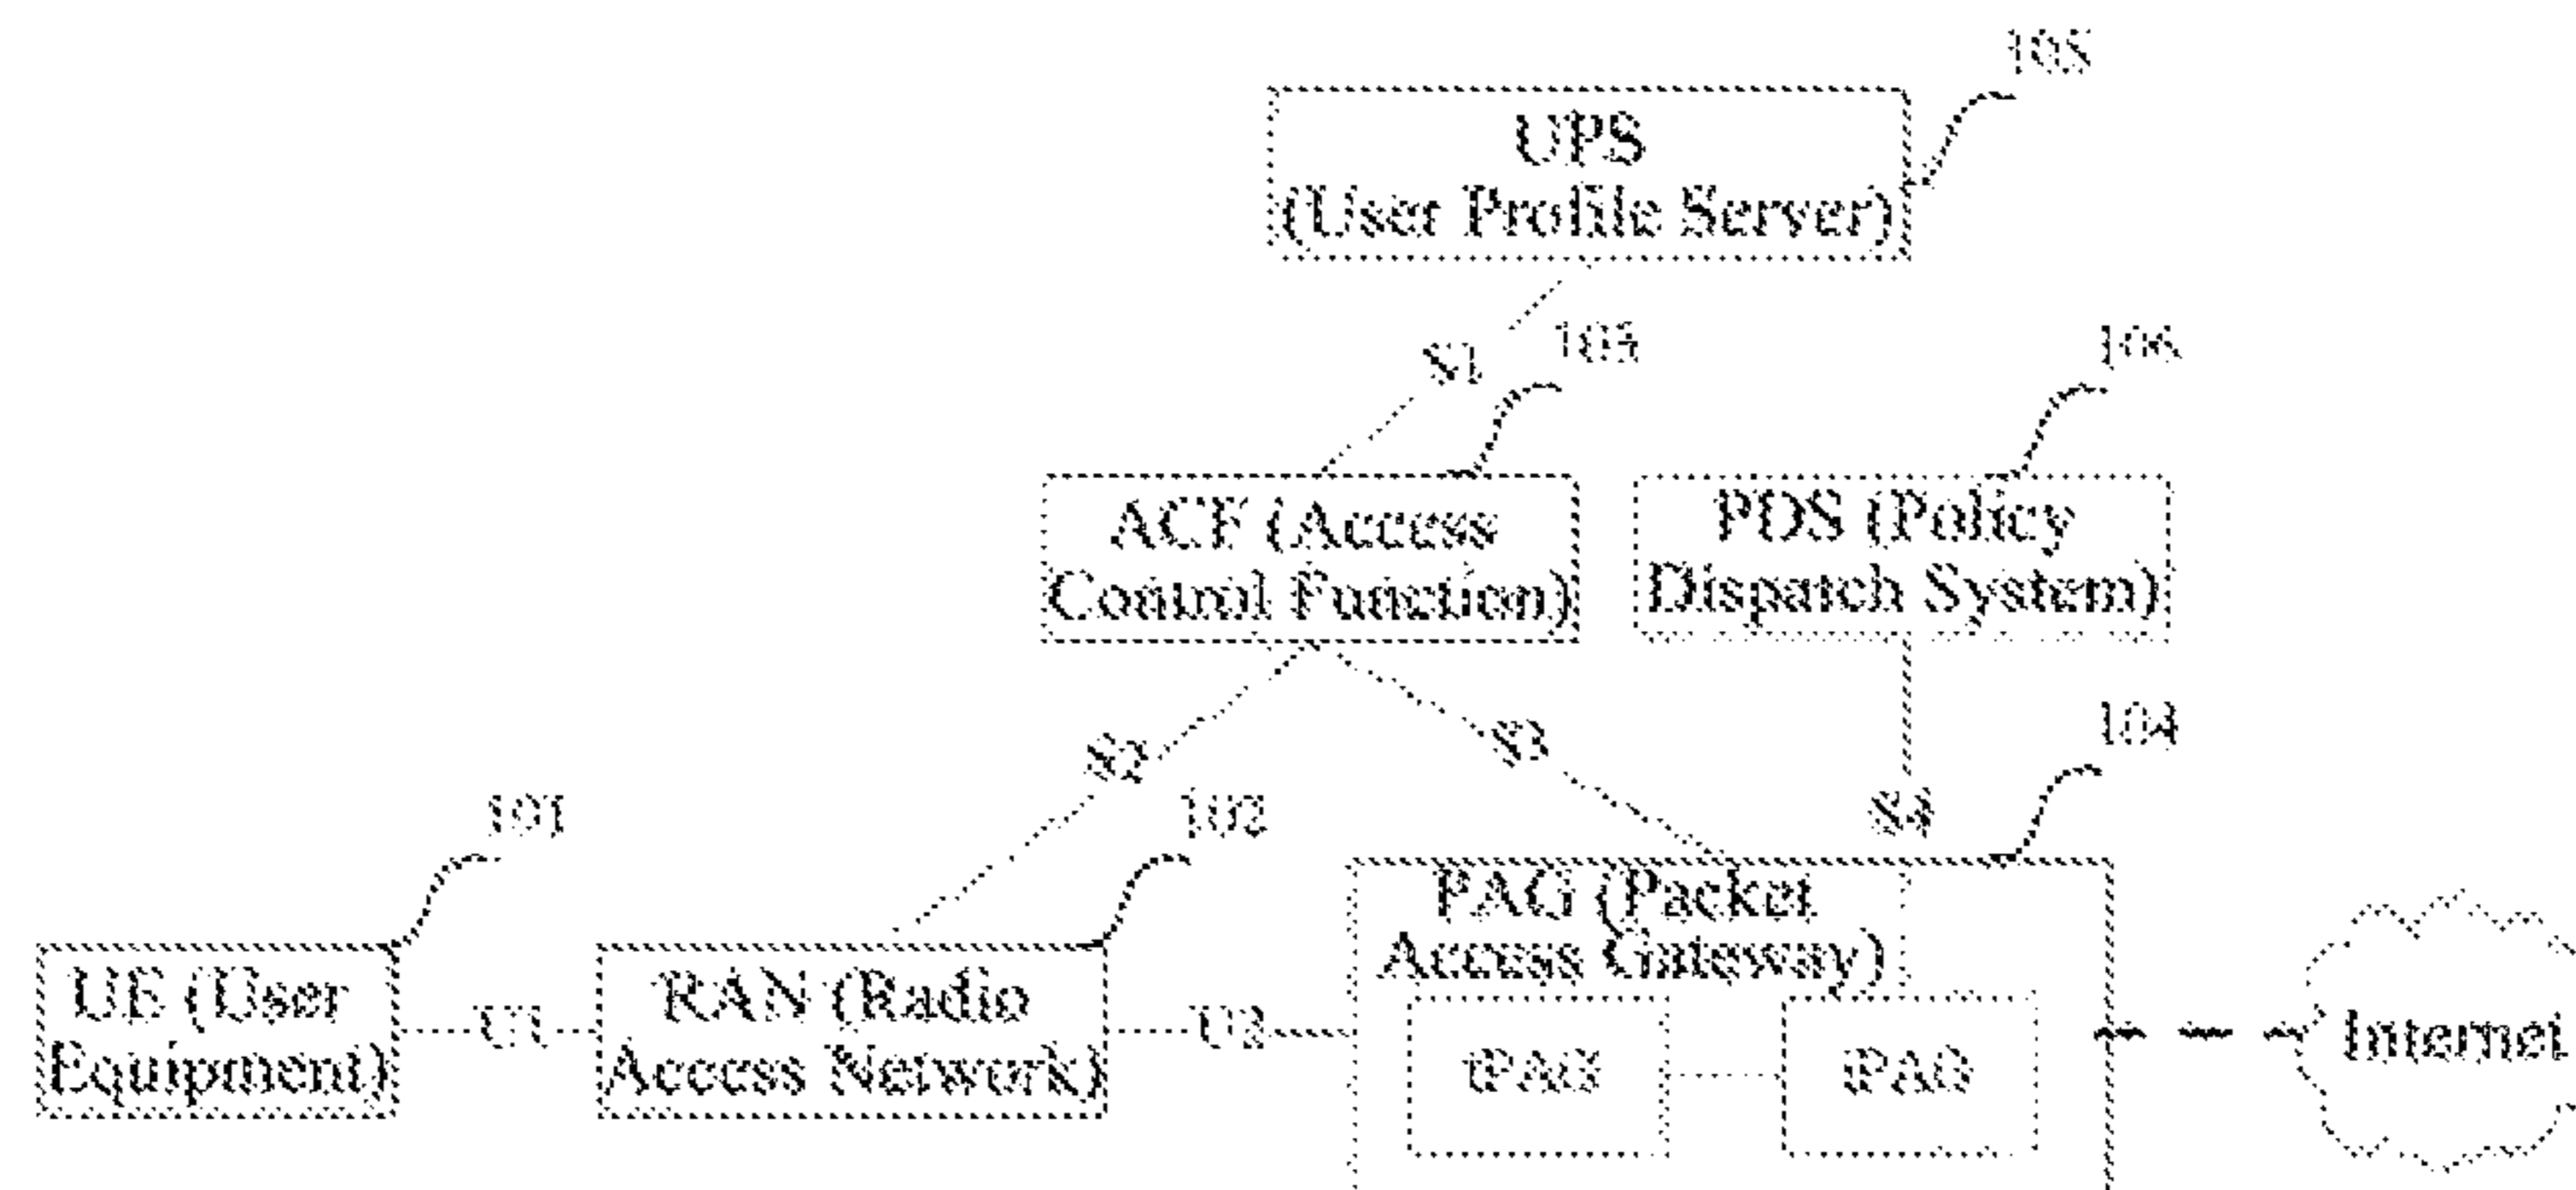 105
UPS
(User Profile Server)
S1
103
106
ACF (Access
Control Function)
PDS (Policy
Dispatch System)
S2
S3
S4
104
101
102
UE (User
Equipment)
U1
RAN (Radio
Access Network)
U2
PAG (Packet
Access Gateway)
tPAG
iPAG
Internet